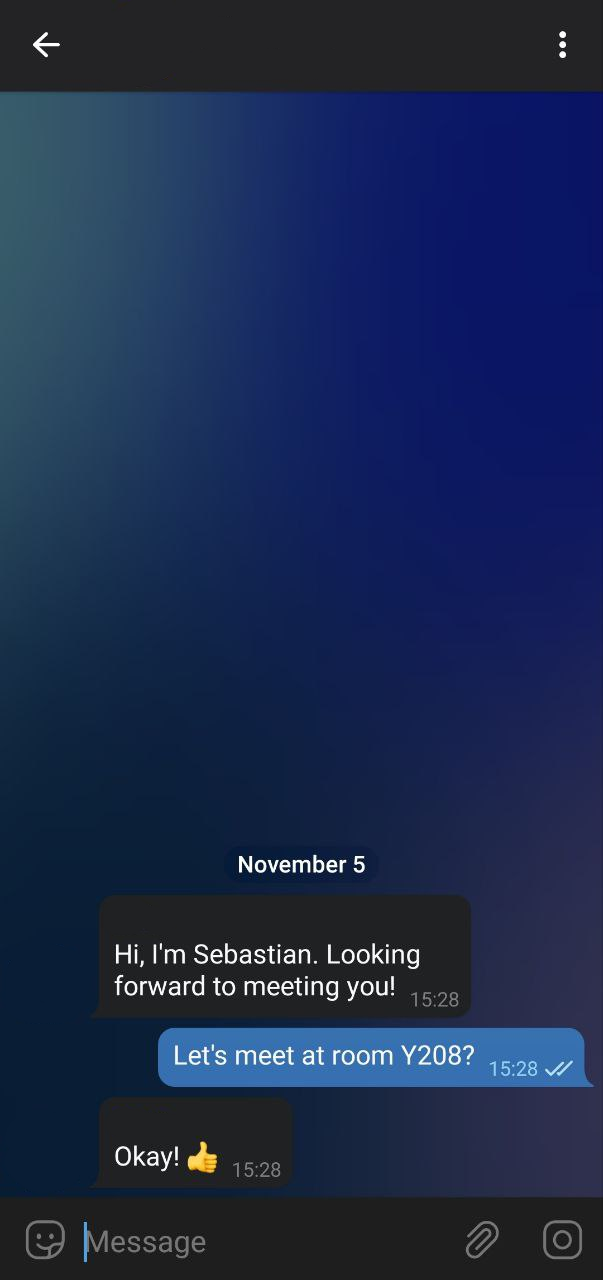 November 5
Hi, I'm Sebastian. Looking
forward to meeting you! 15:28
Let's meet at room Y208? 15:28
Okay! 👍 15:28
Message